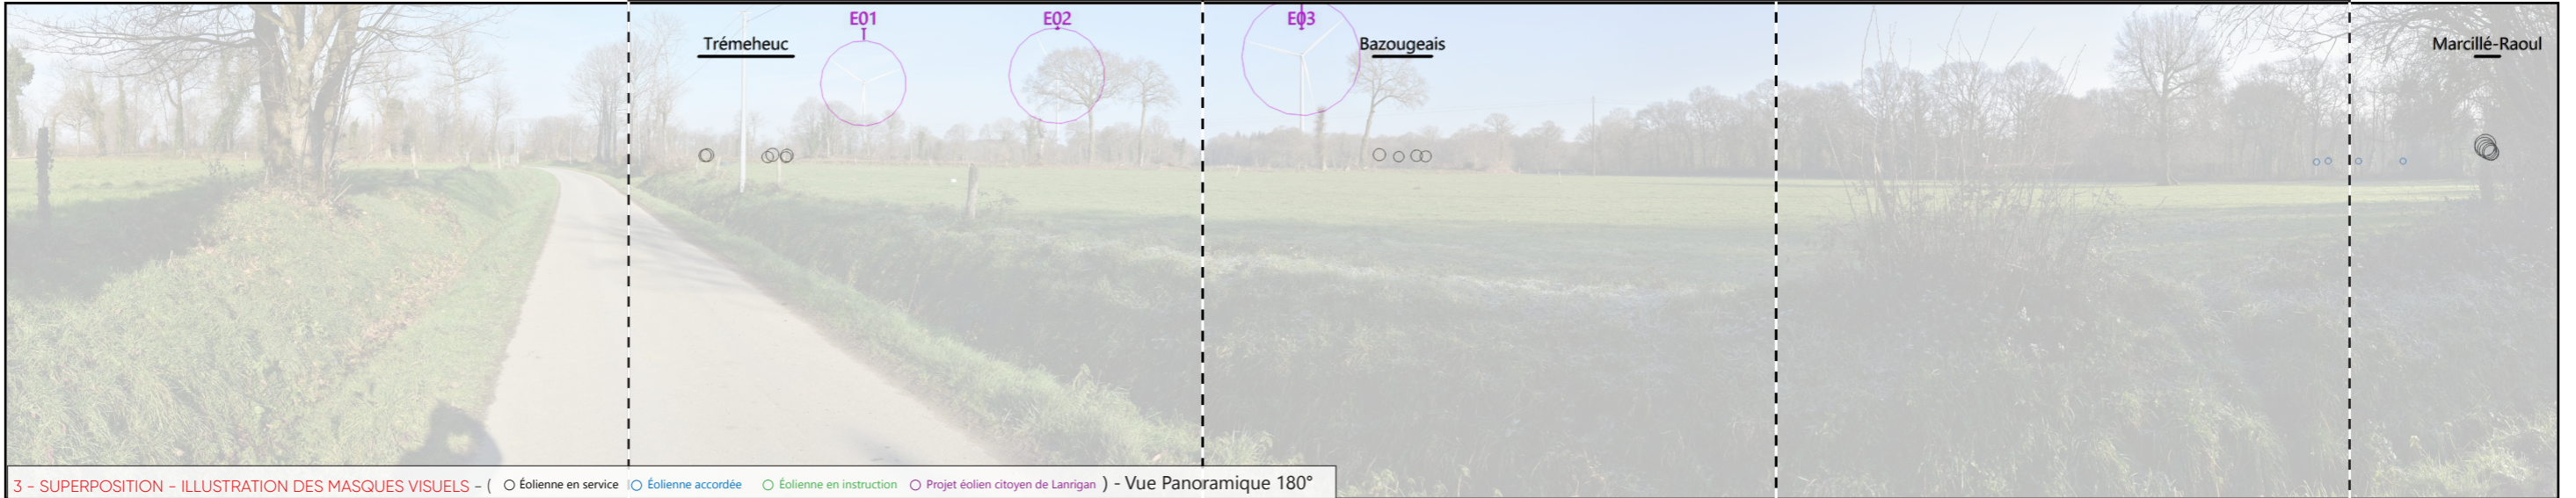 E01
E02
E03
Trémeheuc
Bazougeais
Marcillé-Raoul
3 - SUPERPOSITION - ILLUSTRATION DES MASQUES VISUELS - ( Éolienne en service Éolienne accordée Éolienne en instruction Projet éolien citoyen de Lanrigan ) - Vue Panoramique 180°